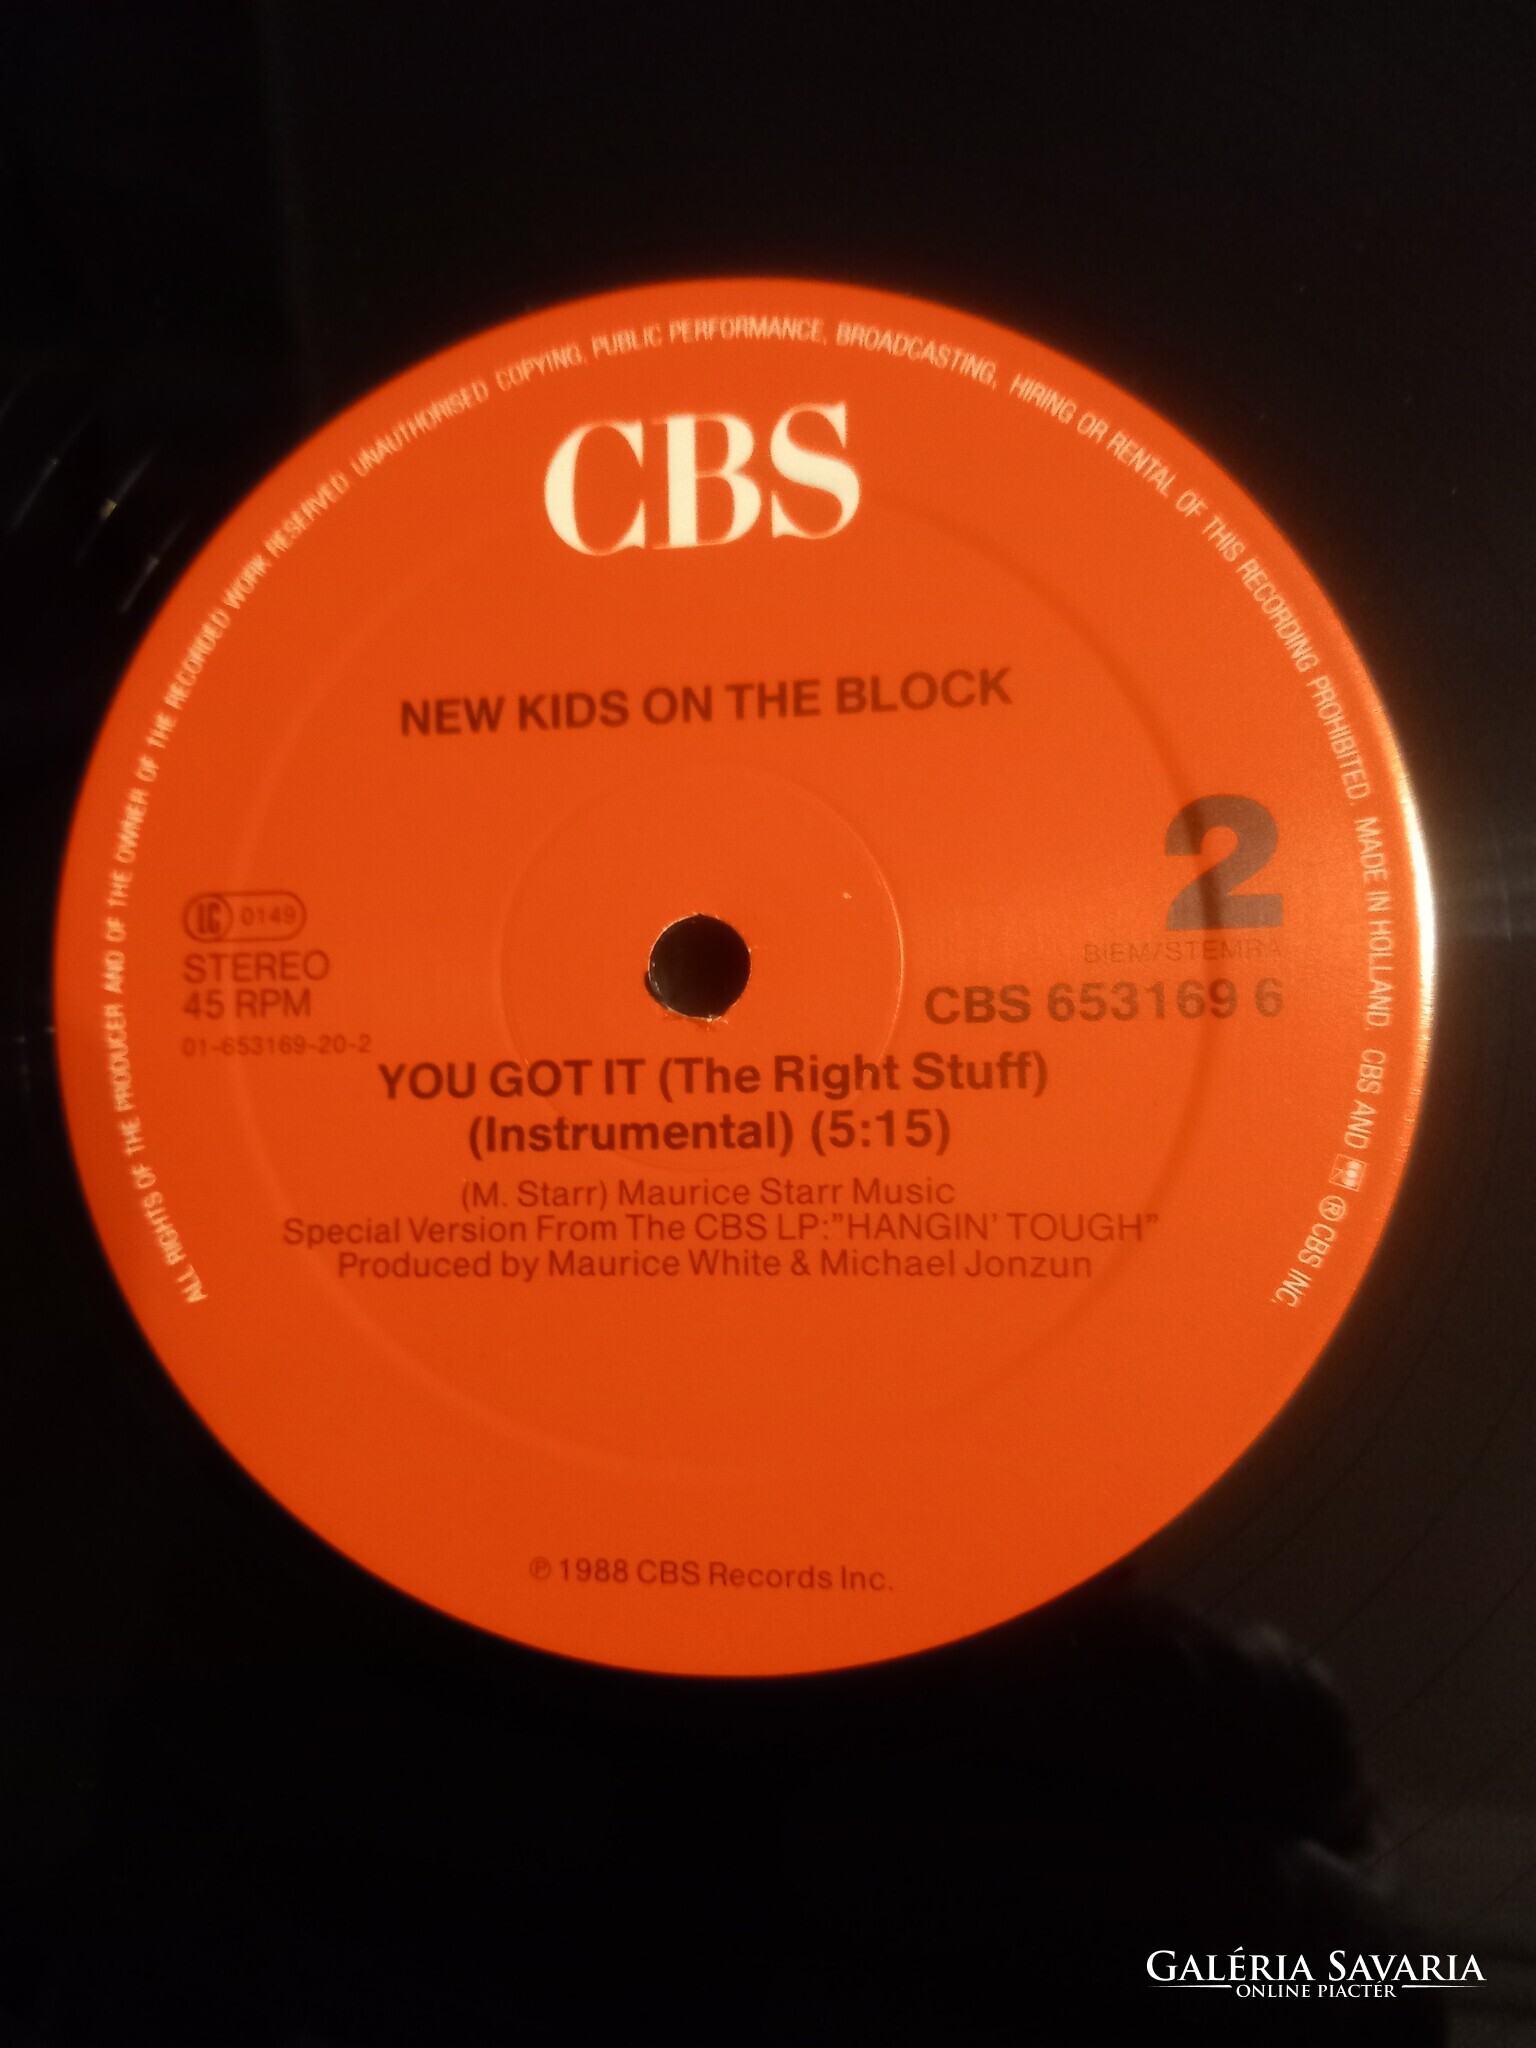 ALL RIGHTS OF THE PRODUCER AND OF THE OWNER OF THE RECORDED WORK RESERVED. UNAUTHORISED COPYING, PUBLIC PERFORMANCE, BROADCASTING, HIRING OR RENTAL OF THIS RECORDING PROHIBITED. MADE IN HOLLAND. CBS AND ® CBS INC.
CBS
NEW KIDS ON THE BLOCK
2
LC 0149
BIEM/STEMRA
STEREO
CBS 653169 6
45 RPM
01-653169-20-2
YOU GOT IT (The Right Stuff)
(Instrumental) (5:15)
(M. Starr) Maurice Starr Music
Special Version From The CBS LP:"HANGIN' TOUGH"
Produced by Maurice White & Michael Jonzun
℗ 1988 CBS Records Inc.
GALÉRIA SAVARIA
ONLINE PIACTÉR